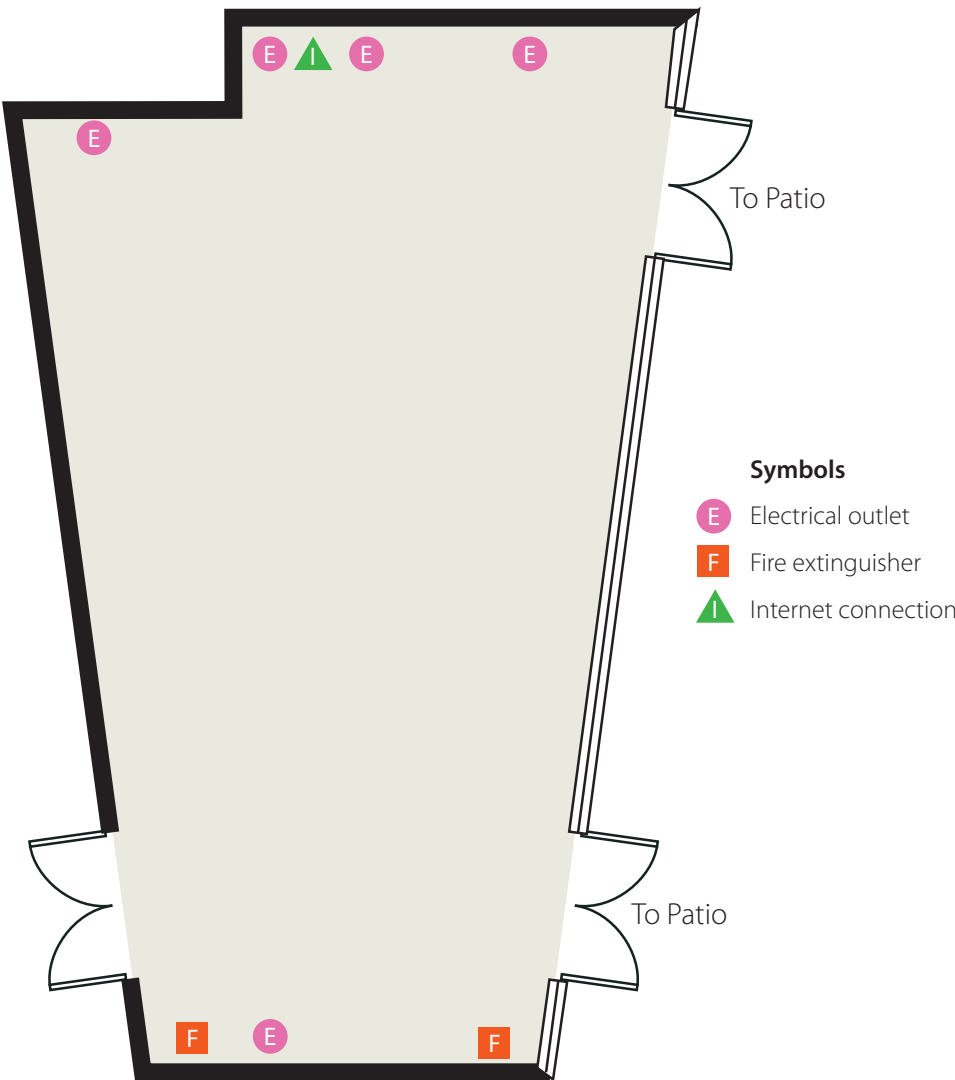 E I E E
E
To Patio
Symbols
E Electrical outlet
F Fire extinguisher
I Internet connection
To Patio
F E F